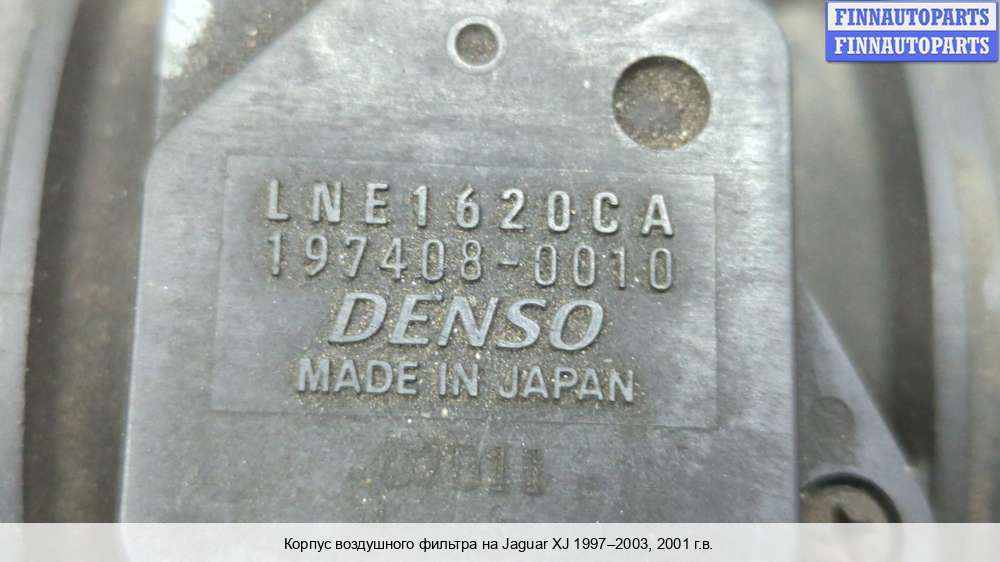 FINNAUTOPARTS
FINNAUTOPARTS
LNE1620CA
197408-0010
DENSO
MADE IN JAPAN
Корпус воздушного фильтра на Jaguar XJ 1997–2003, 2001 г.в.